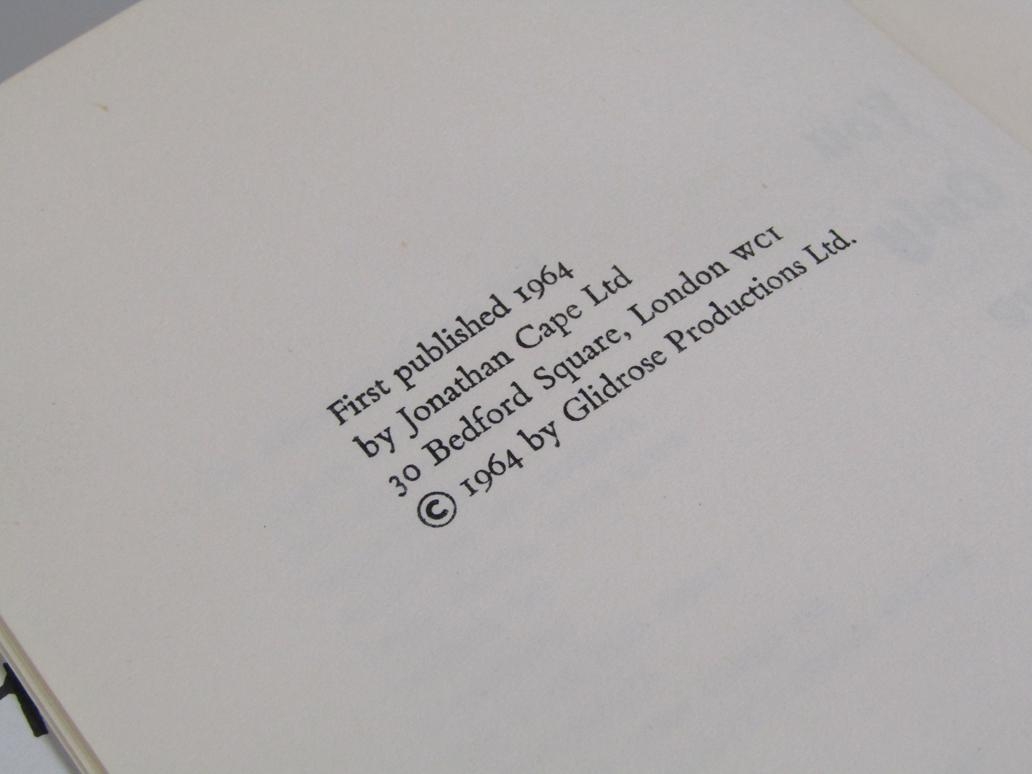 First published 1964
by Jonathan Cape Ltd
30 Bedford Square, London WC1
© 1964 by Glidrose Productions Ltd.